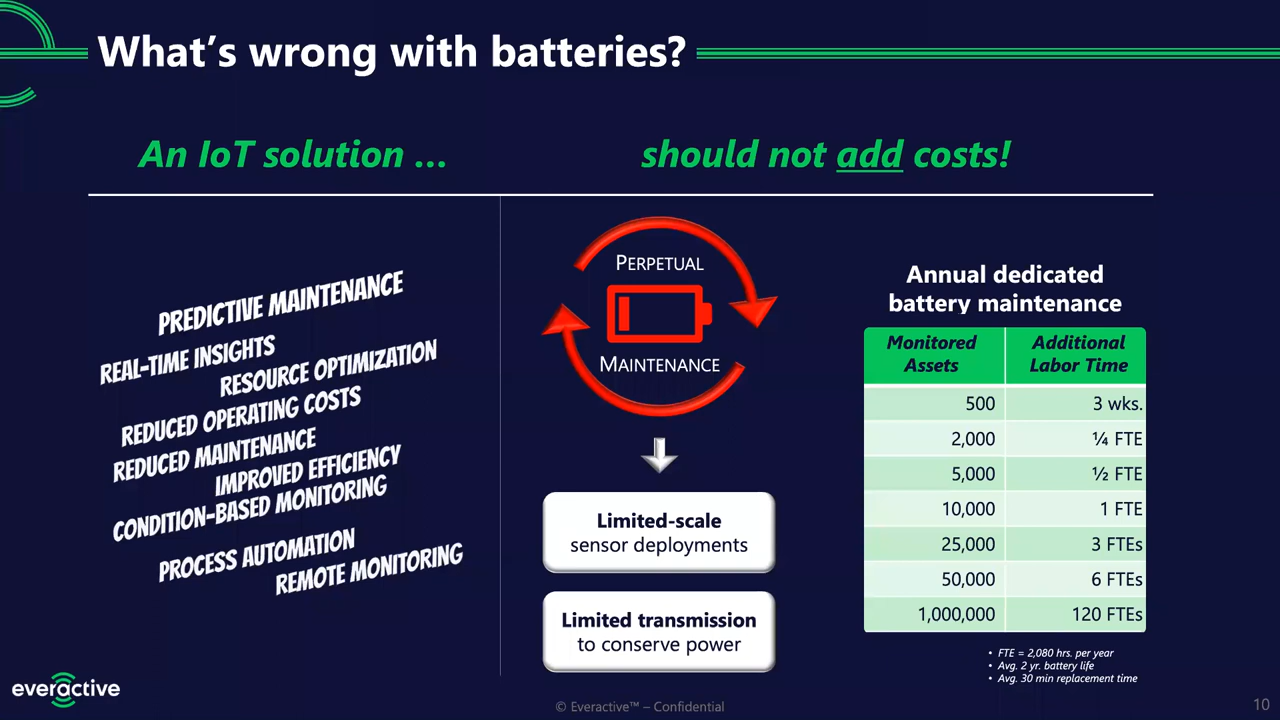 What's wrong with batteries?
An IoT solution ...
should not add costs!
PREDICTIVE MAINTENANCE
REAL-TIME INSIGHTS
RESOURCE OPTIMIZATION
REDUCED OPERATING COSTS
REDUCED MAINTENANCE
IMPROVED EFFICIENCY
CONDITION-BASED MONITORING
PROCESS AUTOMATION
REMOTE MONITORING
PERPETUAL
MAINTENANCE
Limited-scale
sensor deployments
Limited transmission
to conserve power
Annual dedicated
battery maintenance
Monitored Additional
Assets Labor Time
500 3 wks.
2,000 ¼ FTE
5,000 ½ FTE
10,000 1 FTE
25,000 3 FTEs
50,000 6 FTEs
1,000,000 120 FTEs
• FTE = 2,080 hrs. per year
• Avg. 2 yr. battery life
• Avg. 30 min replacement time
everactive
© Everactive™ – Confidential
10